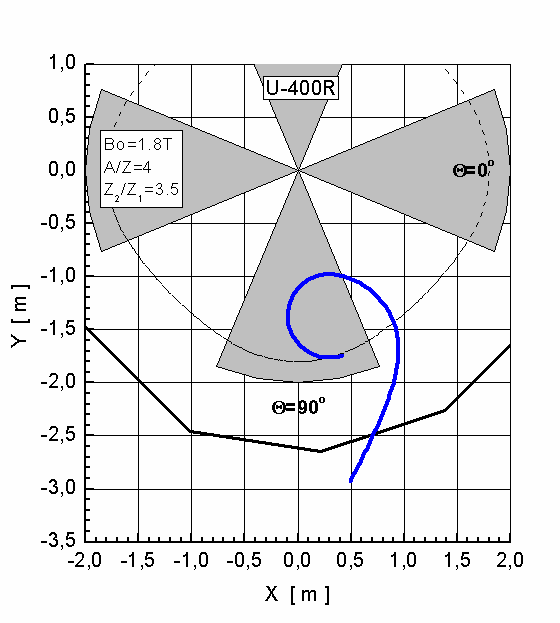 1,0
U-400R
0,5
Bo=1.8T
A/Z=4
Z₂/Z₁=3.5
0,0
Θ=0°
-0,5
-1,0
Y [ m ]
-1,5
-2,0
Θ=90°
-2,5
-3,0
-3,5
-2,0 -1,5 -1,0 -0,5 0,0 0,5 1,0 1,5 2,0
X [ m ]